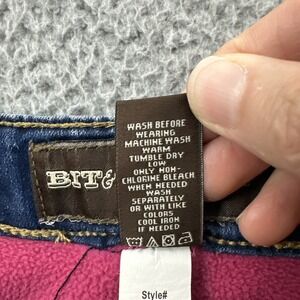 WASH BEFORE
WEARING
MACHINE WASH
WARM
TUMBLE DRY
LOW
ONLY NON-
CHLORINE BLEACH
WHEN NEEDED
WASH
SEPARATELY
OR WITH
LIKE
COLORS
COOL IRON
IF NEEDED
BIT&
Style#